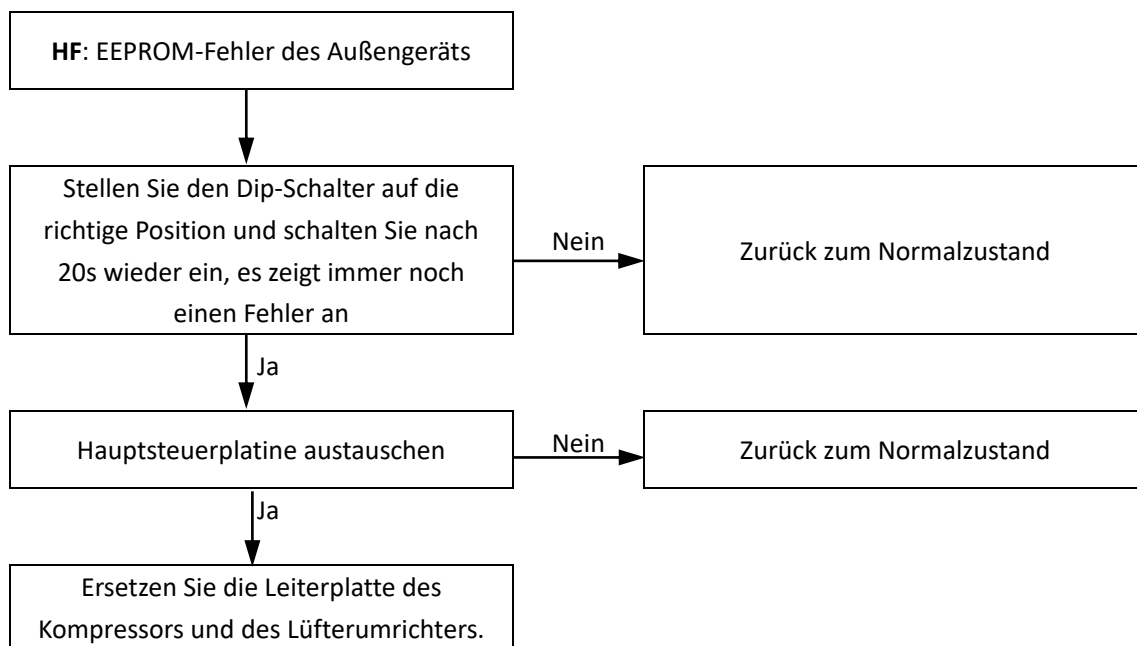 HF: EEPROM-Fehler des Außengeräts
Stellen Sie den Dip-Schalter auf die
richtige Position und schalten Sie nach
20s wieder ein, es zeigt immer noch
einen Fehler an
Nein
Zurück zum Normalzustand
Ja
Hauptsteuerplatine austauschen
Nein
Zurück zum Normalzustand
Ja
Ersetzen Sie die Leiterplatte des
Kompressors und des Lüfterumrichters.